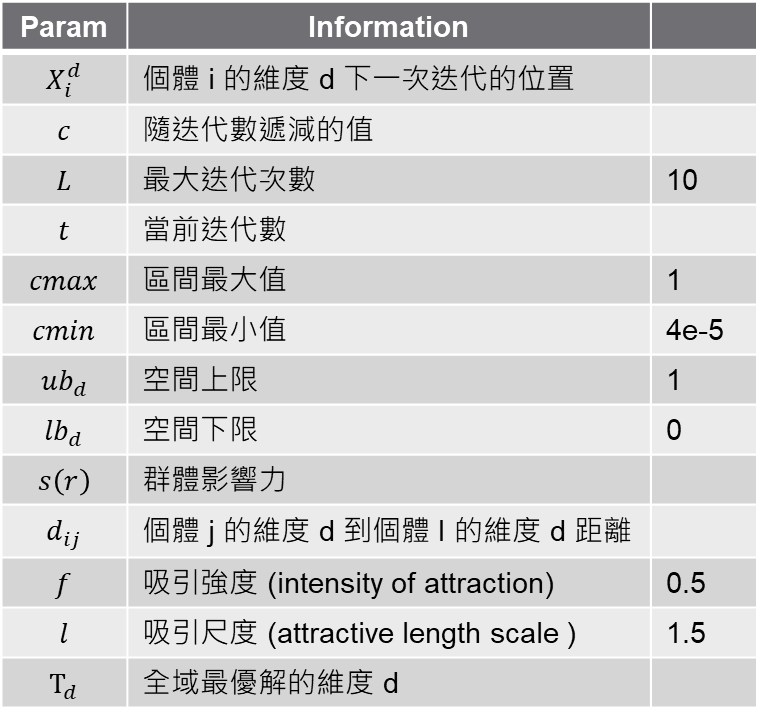 Param Information
X_i^d 個體 i 的維度 d 下一次迭代的位置
c 隨迭代數遞減的值
L 最大迭代次數 10
t 當前迭代數
cmax 區間最大值 1
cmin 區間最小值 4e-5
ub_d 空間上限 1
lb_d 空間下限 0
s(r) 群體影響力
d_ij 個體 j 的維度 d 到個體 I 的維度 d 距離
f 吸引強度 (intensity of attraction) 0.5
l 吸引尺度 (attractive length scale ) 1.5
T_d 全域最優解的維度 d